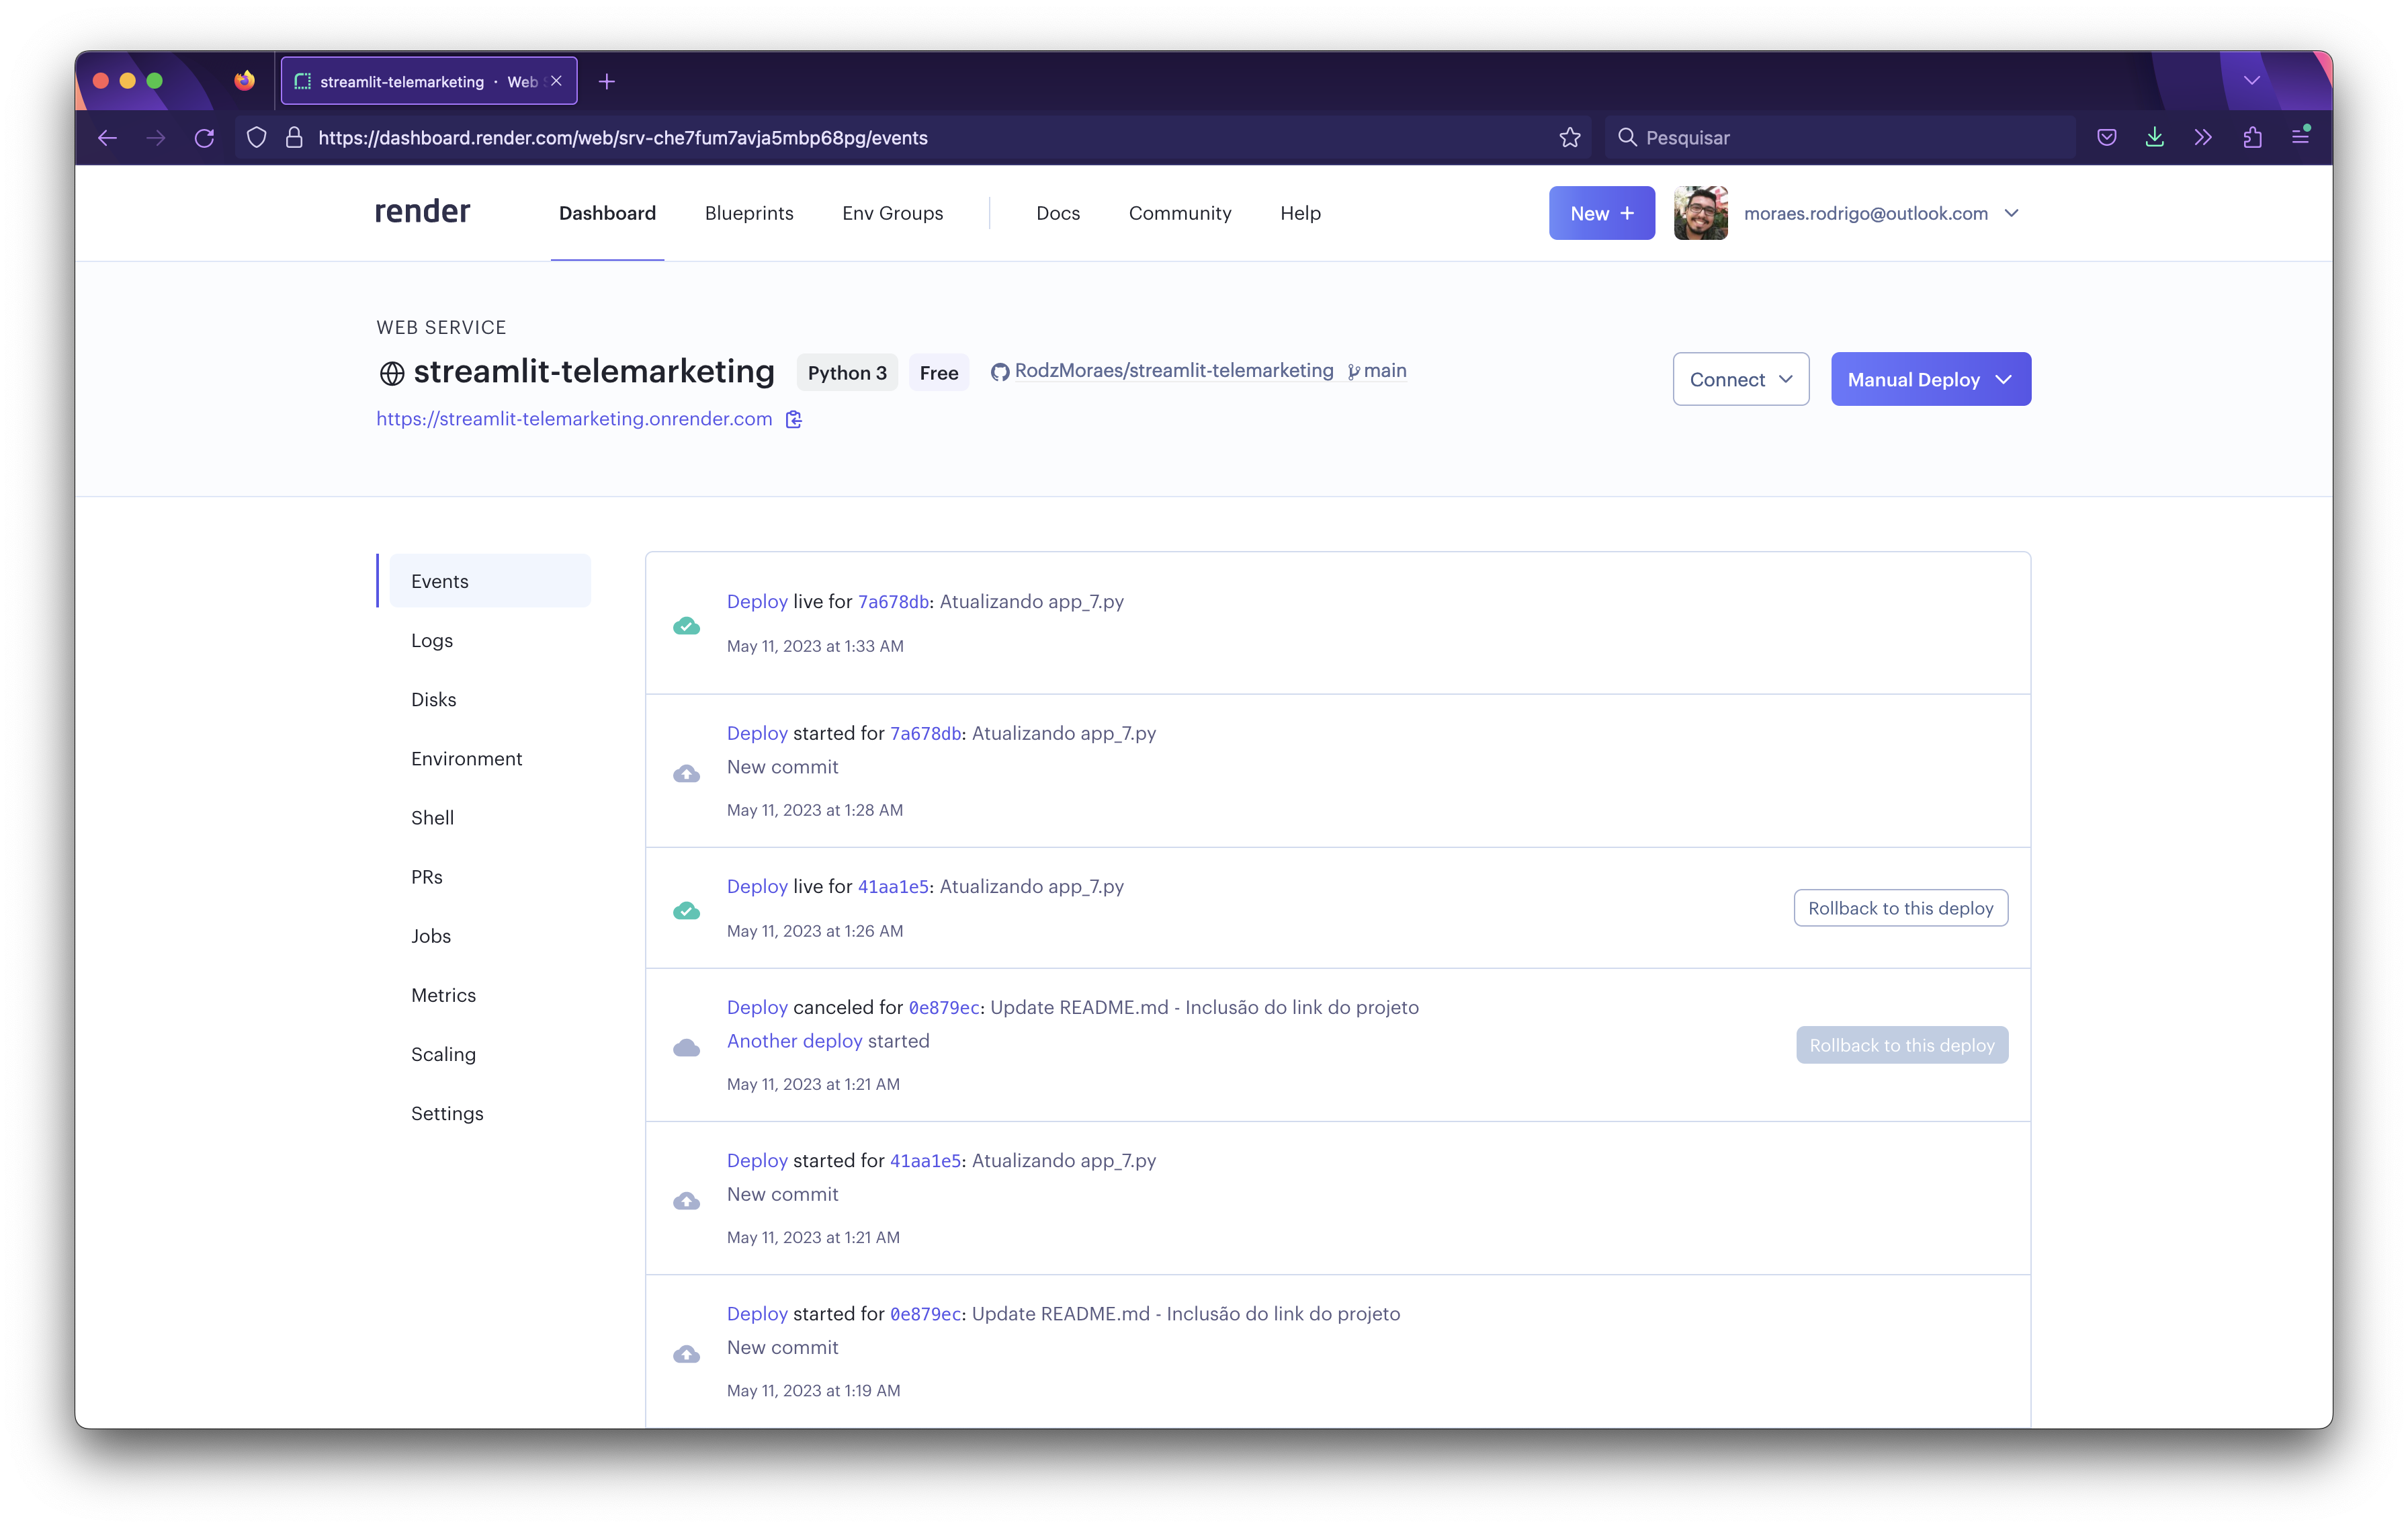 streamlit-telemarketing · Web
https://dashboard.render.com/web/srv-che7fum7avja5mbp68pg/events
Pesquisar
render
Dashboard
Blueprints
Env Groups
Docs
Community
Help
New +
moraes.rodrigo@outlook.com
WEB SERVICE
streamlit-telemarketing
Python 3
Free
RodzMoraes/streamlit-telemarketing
main
Connect
Manual Deploy
https://streamlit-telemarketing.onrender.com
Events
Logs
Disks
Environment
Shell
PRs
Jobs
Metrics
Scaling
Settings
Deploy live for 7a678db: Atualizando app_7.py
May 11, 2023 at 1:33 AM
Deploy started for 7a678db: Atualizando app_7.py
New commit
May 11, 2023 at 1:28 AM
Deploy live for 41aa1e5: Atualizando app_7.py
May 11, 2023 at 1:26 AM
Rollback to this deploy
Deploy canceled for 0e879ec: Update README.md - Inclusão do link do projeto
Another deploy started
May 11, 2023 at 1:21 AM
Rollback to this deploy
Deploy started for 41aa1e5: Atualizando app_7.py
New commit
May 11, 2023 at 1:21 AM
Deploy started for 0e879ec: Update README.md - Inclusão do link do projeto
New commit
May 11, 2023 at 1:19 AM